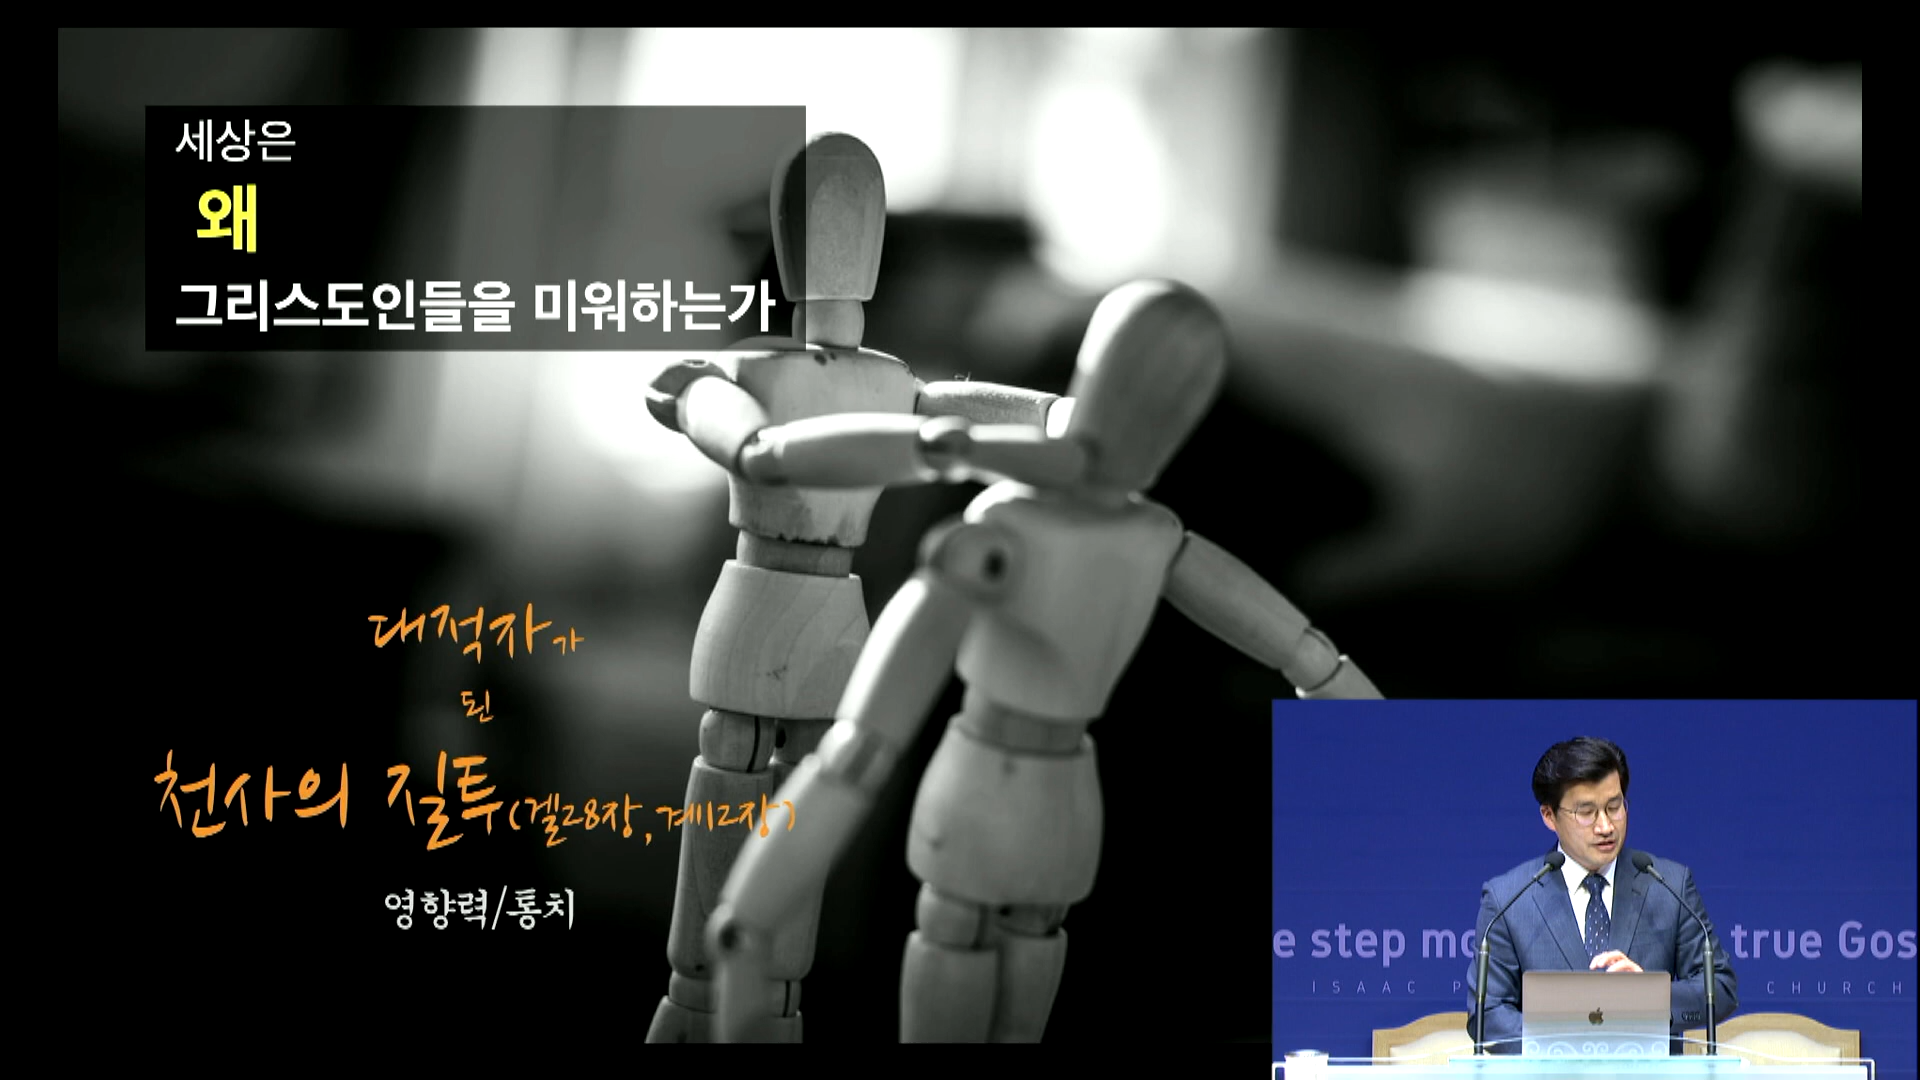 세상은
왜
그리스도인들을 미워하는가
대적자가
된
천사의 질투(겔28장, 계12장)
영향력/통치
e step mo true Gos
ISAAC P CHURCH